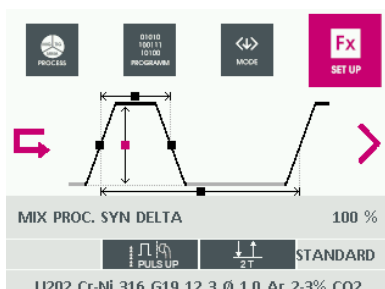 PROCESS
01010
100111
10100
PROGRAMM
MODE
Fx
SET UP
MIX PROC. SYN DELTA 100 %
PULS UP 2T STANDARD
U202 Cr-Ni 316 G19 12 3 Ø 1.0 Ar 2-3% CO2